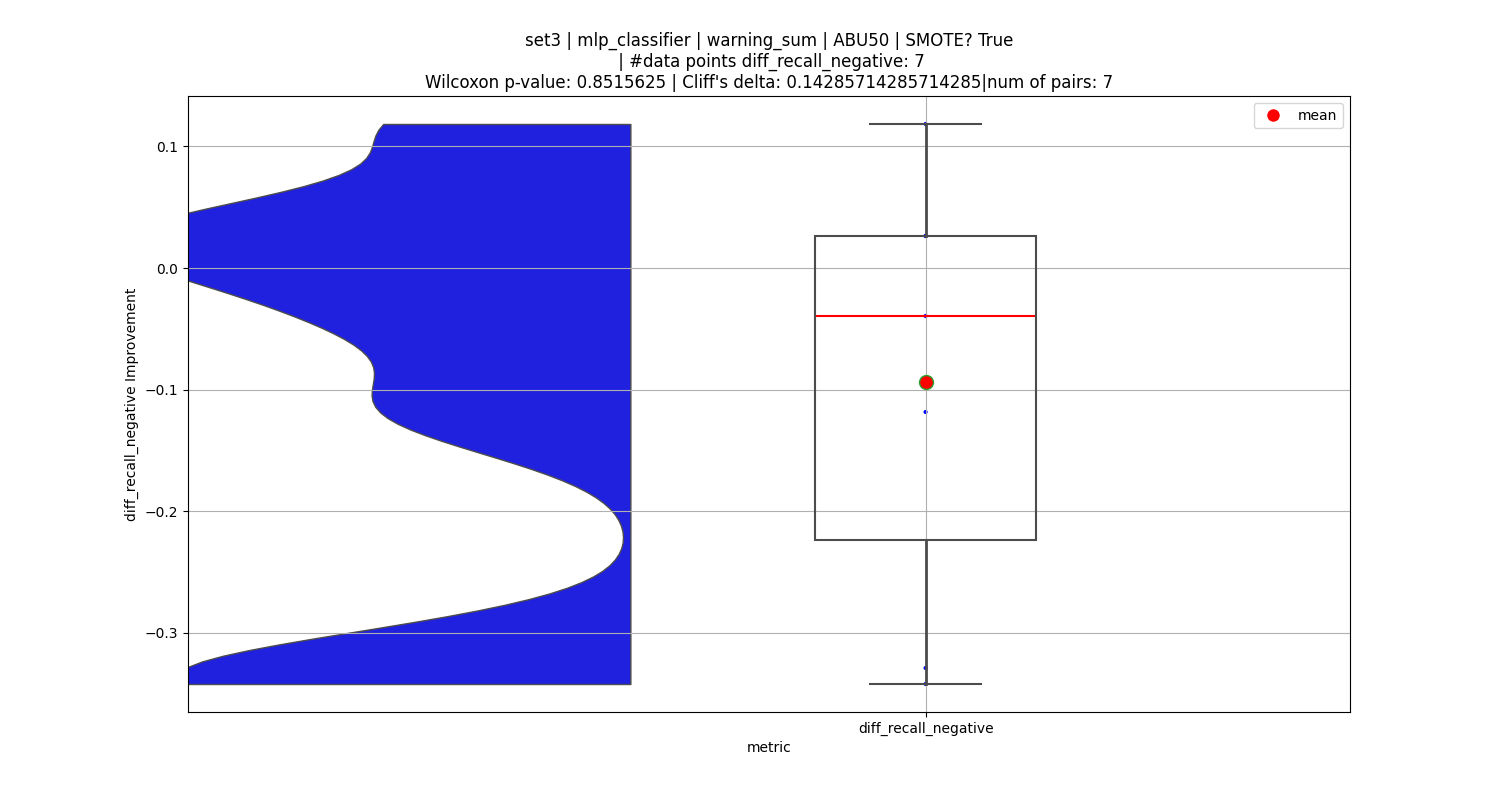 set3 | mlp_classifier | warning_sum | ABU50 | SMOTE? True
| #data points diff_recall_negative: 7
Wilcoxon p-value: 0.8515625 | Cliff's delta: 0.14285714285714285|num of pairs: 7
mean
0.1
0.0
−0.1
−0.2
−0.3
diff_recall_negative Improvement
diff_recall_negative
metric